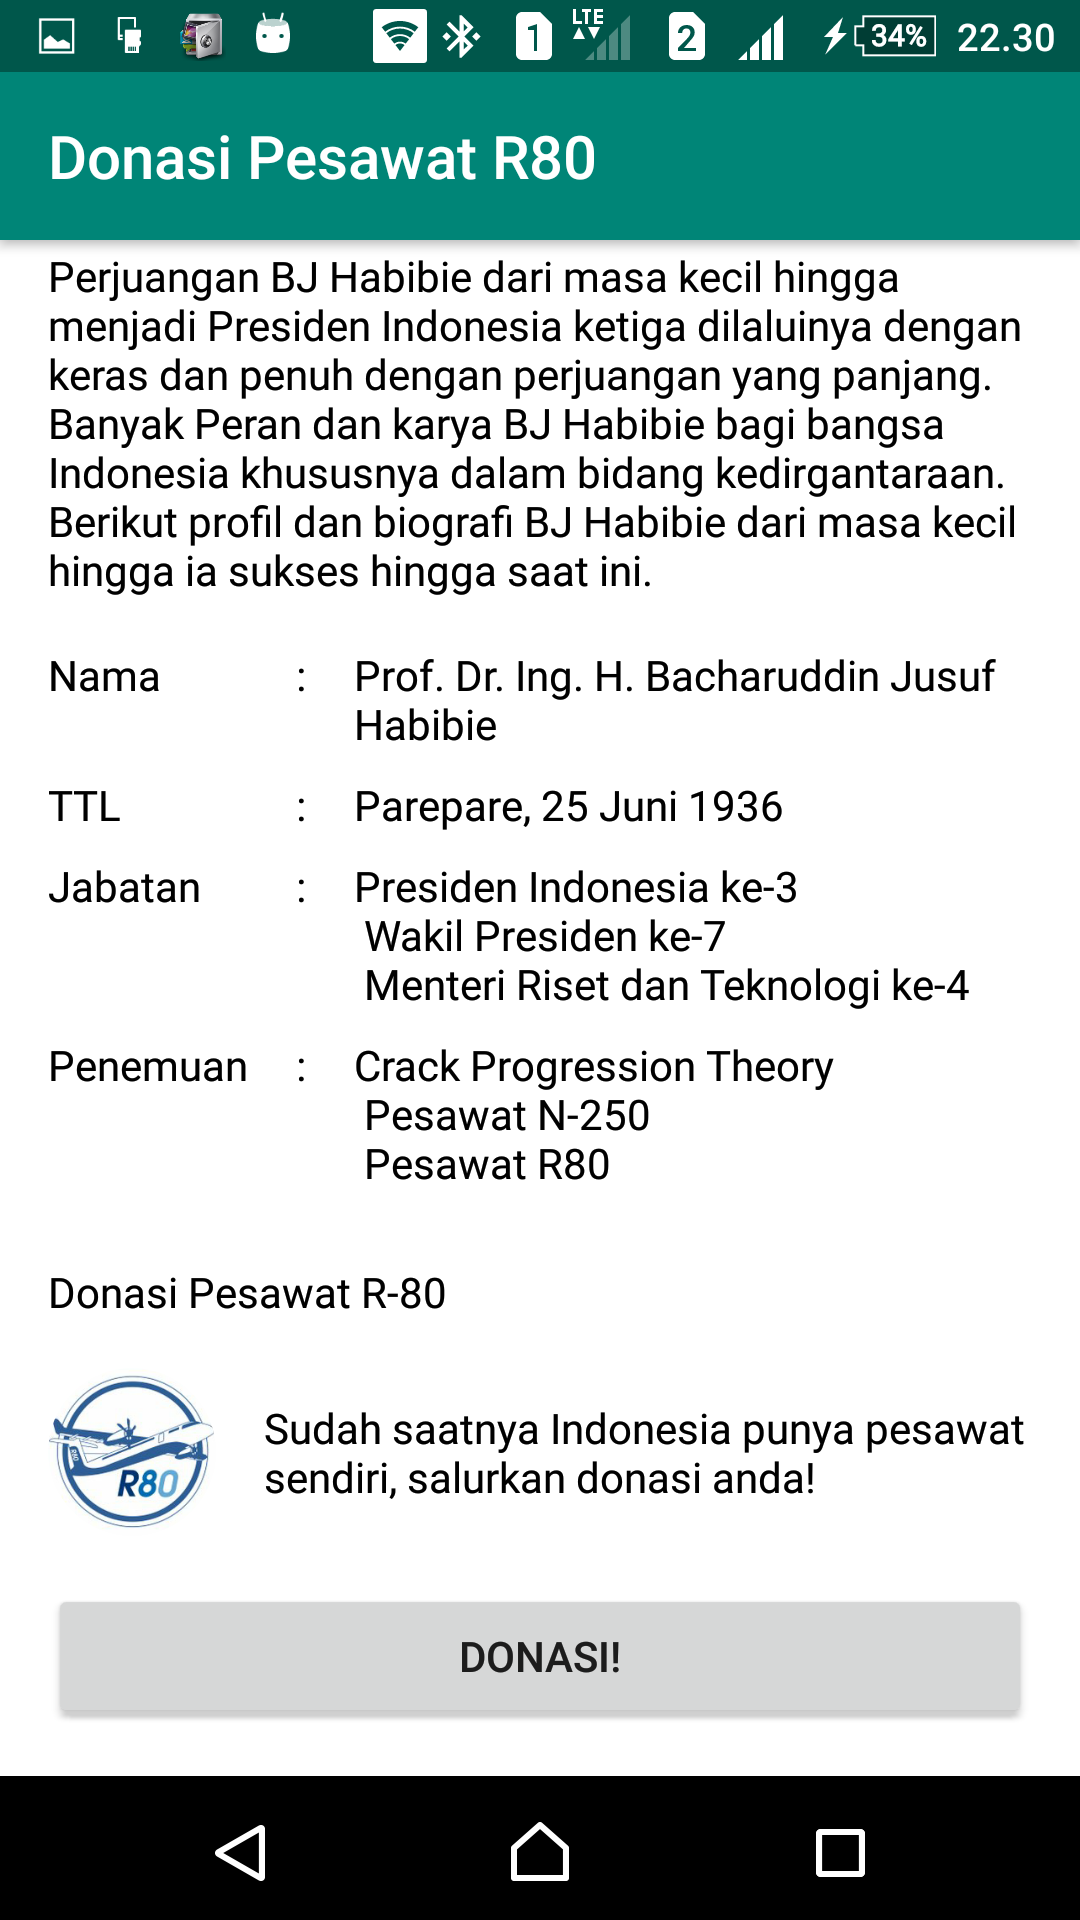 1 LTE 2 34% 22.30
Donasi Pesawat R80
Perjuangan BJ Habibie dari masa kecil hingga
menjadi Presiden Indonesia ketiga dilaluinya dengan
keras dan penuh dengan perjuangan yang panjang.
Banyak Peran dan karya BJ Habibie bagi bangsa
Indonesia khususnya dalam bidang kedirgantaraan.
Berikut profil dan biografi BJ Habibie dari masa kecil
hingga ia sukses hingga saat ini.
Nama : Prof. Dr. Ing. H. Bacharuddin Jusuf
Habibie
TTL : Parepare, 25 Juni 1936
Jabatan : Presiden Indonesia ke-3
Wakil Presiden ke-7
Menteri Riset dan Teknologi ke-4
Penemuan : Crack Progression Theory
Pesawat N-250
Pesawat R80
Donasi Pesawat R-80
R80
Sudah saatnya Indonesia punya pesawat
sendiri, salurkan donasi anda!
DONASI!